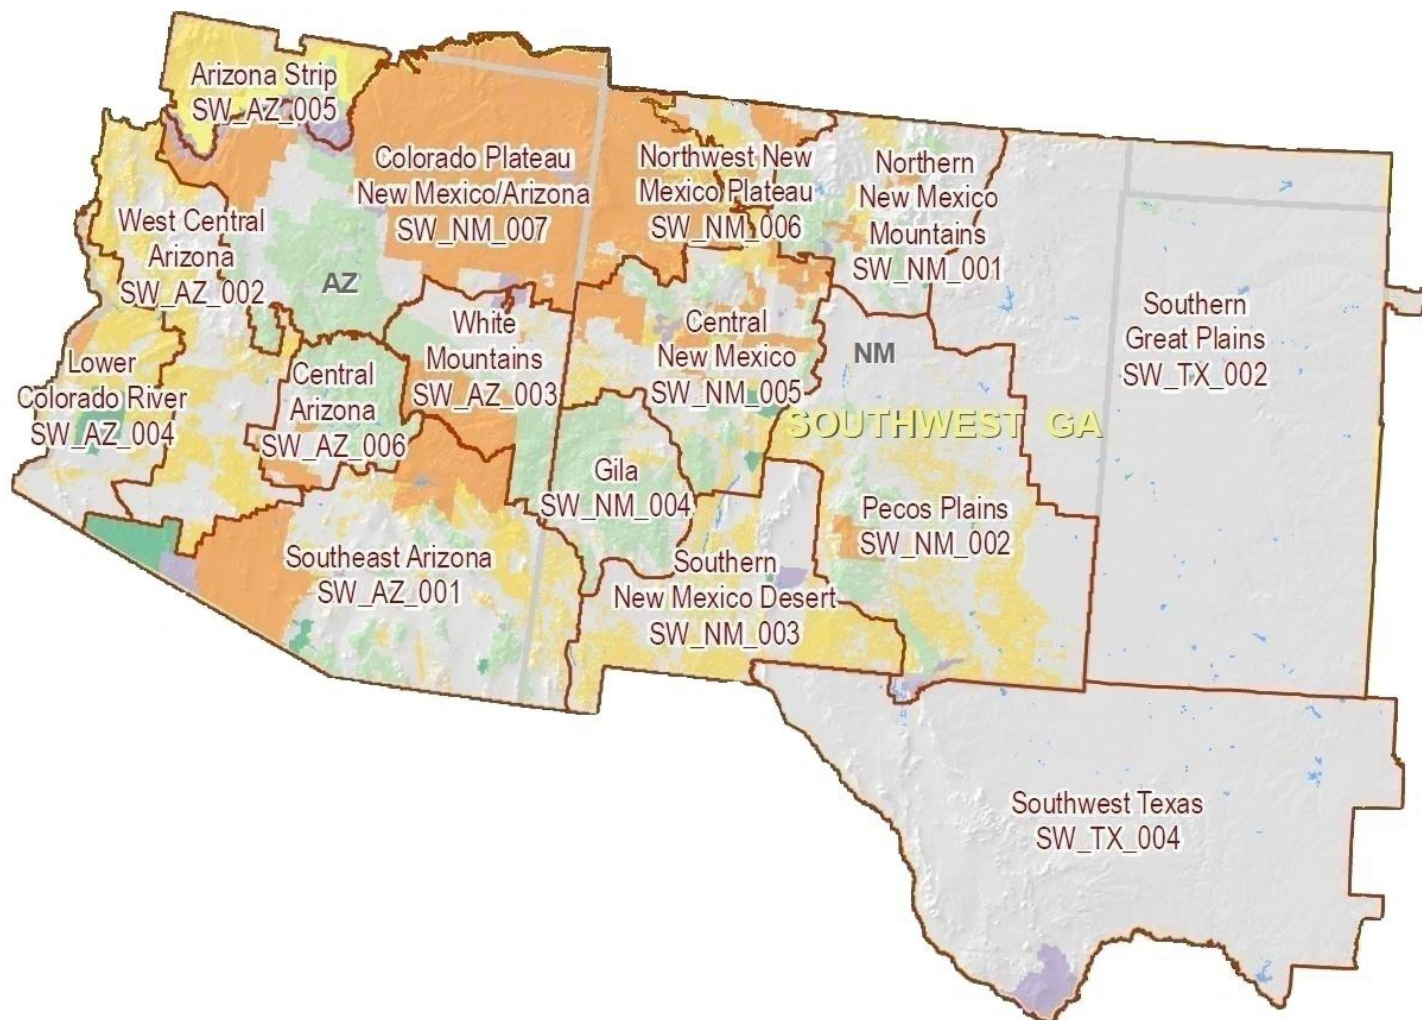 Arizona Strip
SW_AZ_005
Colorado Plateau
New Mexico/Arizona
SW_NM_007
Northwest New
Mexico Plateau
SW_NM_006
Northern
New Mexico
Mountains
SW_NM_001
West Central
Arizona
SW_AZ_002
AZ
White
Mountains
SW_AZ_003
Central
New Mexico
SW_NM_005
NM
Southern
Great Plains
SW_TX_002
Lower
Colorado River
SW_AZ_004
Central
Arizona
SW_AZ_006
SOUTHWEST GA
Gila
SW_NM_004
Pecos Plains
SW_NM_002
Southeast Arizona
SW_AZ_001
Southern
New Mexico Desert
SW_NM_003
Southwest Texas
SW_TX_004